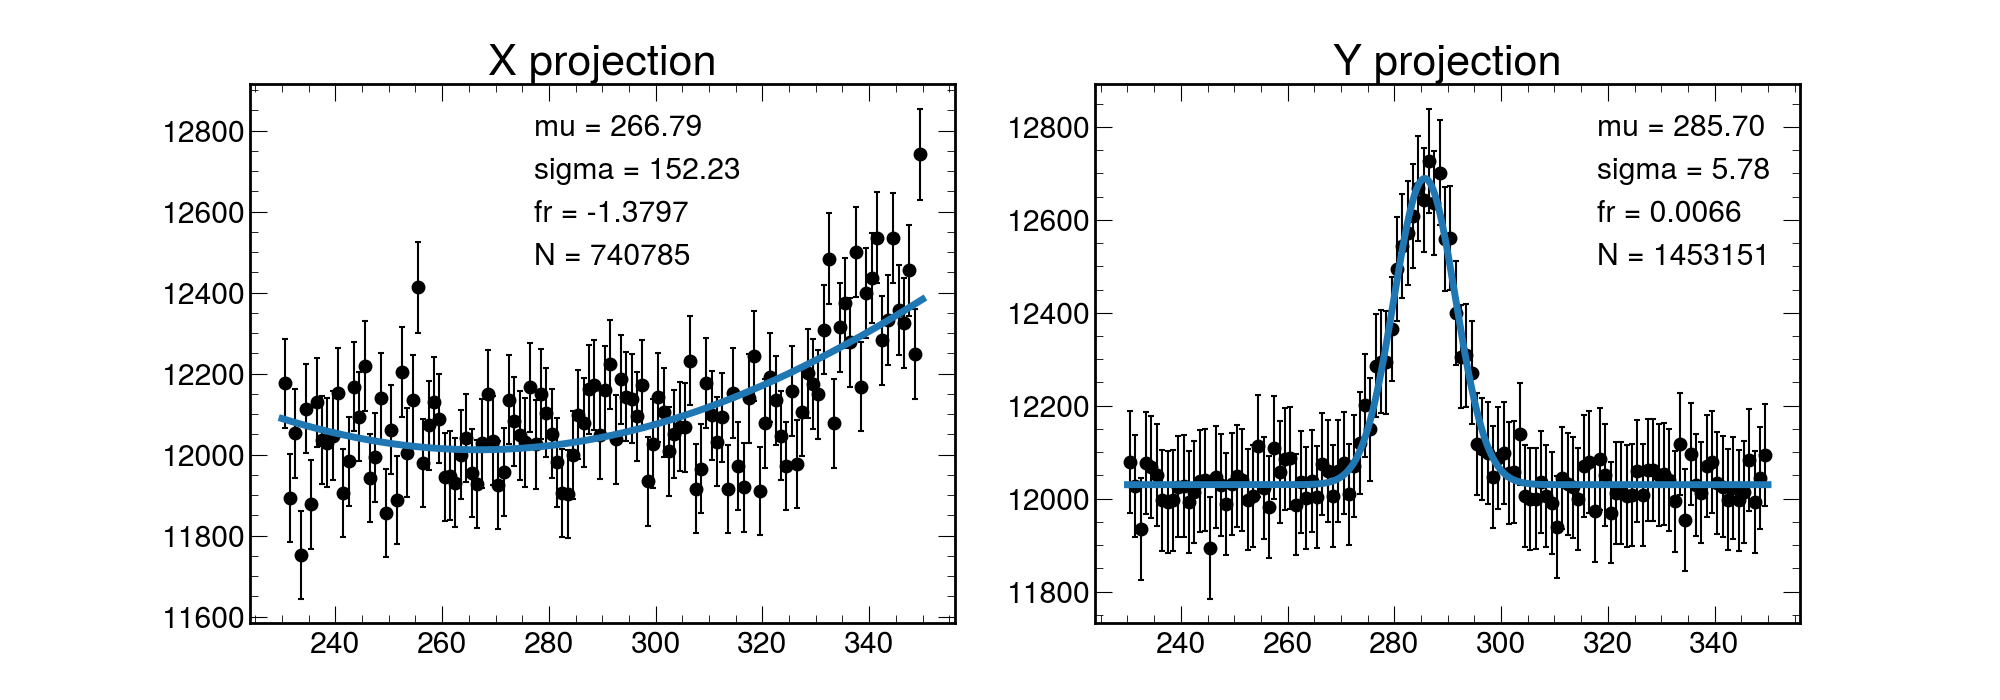 X projection
mu = 266.79
sigma = 152.23
fr = -1.3797
N = 740785
12800
12600
12400
12200
12000
11800
11600
240 260 280 300 320 340
Y projection
mu = 285.70
sigma = 5.78
fr = 0.0066
N = 1453151
12800
12600
12400
12200
12000
11800
240 260 280 300 320 340